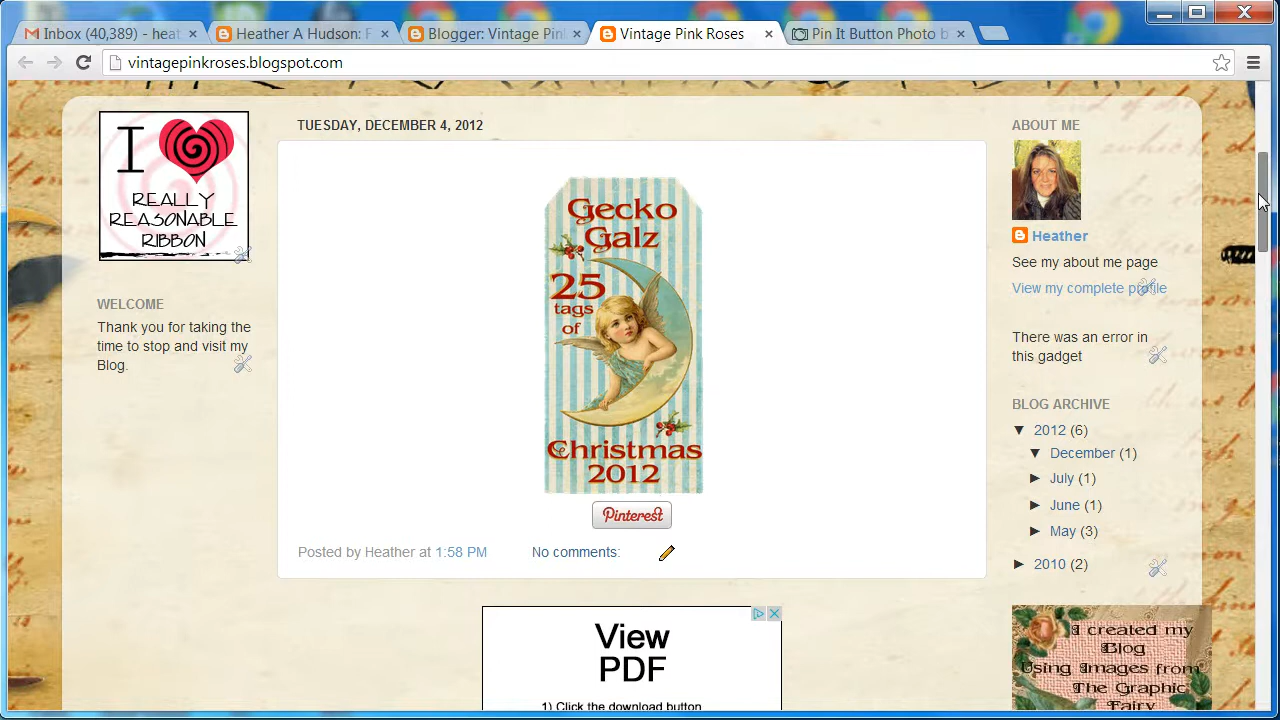 Inbox (40,389) - heat
Heather A Hudson: F
Blogger: Vintage Pin
Vintage Pink Roses
Pin It Button Photo b
vintagepinkroses.blogspot.com
I
REALLY
REASONABLE
RIBBON
WELCOME
Thank you for taking the
time to stop and visit my
Blog.
TUESDAY, DECEMBER 4, 2012
Gecko
Galz
25
tags
of
Christmas
2012
Pinterest
Posted by Heather at 1:58 PM No comments:
View
PDF
1) Click the download button
ABOUT ME
Heather
See my about me page
View my complete profile
There was an error in
this gadget
BLOG ARCHIVE
▼ 2012 (6)
▼ December (1)
► July (1)
► June (1)
► May (3)
► 2010 (2)
I created my
Blog
Using Images from
The Graphic
Fairy